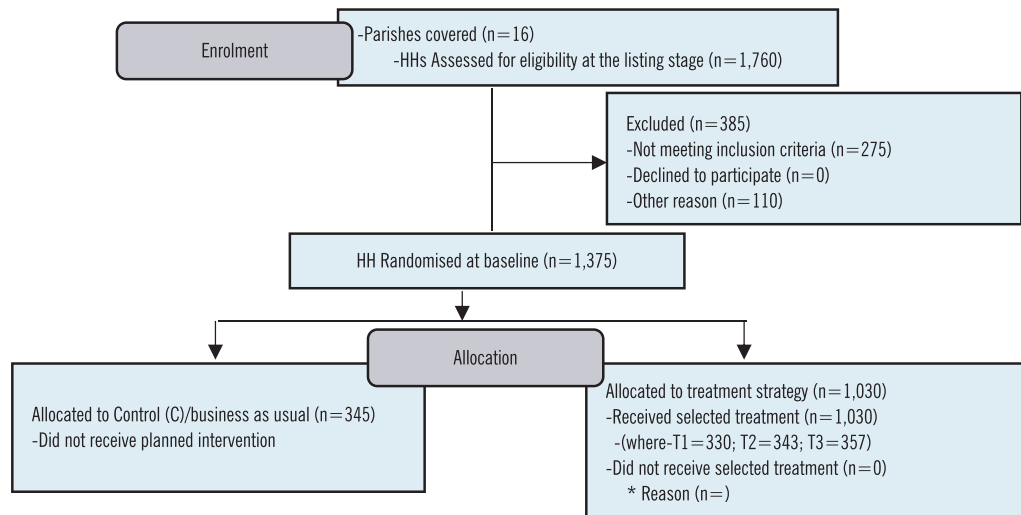 Enrolment
-Parishes covered (n=16)
-HHs Assessed for eligibility at the listing stage (n=1,760)
Excluded (n=385)
-Not meeting inclusion criteria (n=275)
-Declined to participate (n=0)
-Other reason (n=110)
HH Randomised at baseline (n=1,375)
Allocation
Allocated to Control (C)/business as usual (n=345)
-Did not receive planned intervention
Allocated to treatment strategy (n=1,030)
-Received selected treatment (n=1,030)
-(where-T1=330; T2=343; T3=357)
-Did not receive selected treatment (n=0)
* Reason (n=)